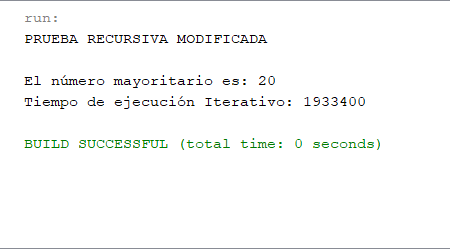 run:
PRUEBA RECURSIVA MODIFICADA
El número mayoritario es: 20
Tiempo de ejecución Iterativo: 1933400
BUILD SUCCESSFUL (total time: 0 seconds)